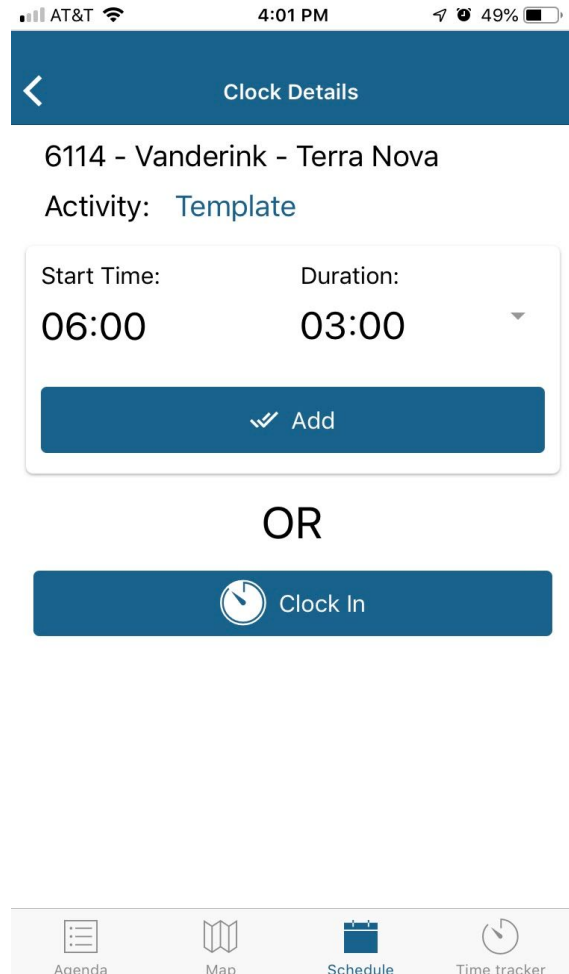 AT&T 4:01 PM 49%
Clock Details
6114 - Vanderink - Terra Nova
Activity: Template
Start Time: Duration:
06:00 03:00
Add
OR
Clock In
Agenda Map Schedule Time tracker